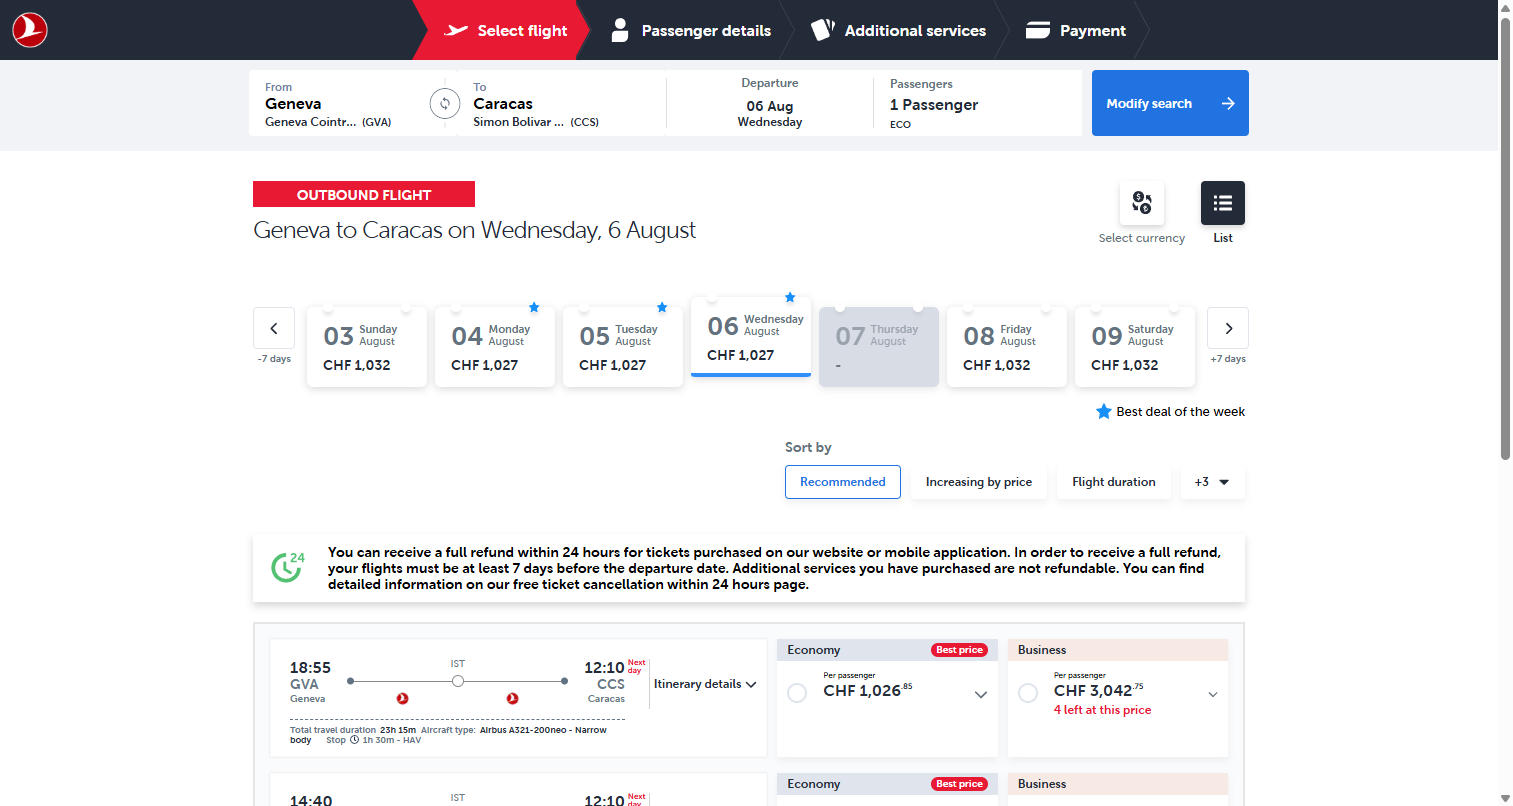 Select flight
Passenger details
Additional services
Payment
From
Geneva
Geneva Cointr... (GVA)
To
Caracas
Simon Bolivar ... (CCS)
Departure
06 Aug
Wednesday
Passengers
1 Passenger
ECO
Modify search
OUTBOUND FLIGHT
Geneva to Caracas on Wednesday, 6 August
Select currency
List
-7 days
03 Sunday August
CHF 1,032
04 Monday August
CHF 1,027
05 Tuesday August
CHF 1,027
06 Wednesday August
CHF 1,027
07 Thursday August
-
08 Friday August
CHF 1,032
09 Saturday August
CHF 1,032
+7 days
Best deal of the week
Sort by
Recommended
Increasing by price
Flight duration
+3
24
You can receive a full refund within 24 hours for tickets purchased on our website or mobile application. In order to receive a full refund,
your flights must be at least 7 days before the departure date. Additional services you have purchased are not refundable. You can find
detailed information on our free ticket cancellation within 24 hours page.
18:55
GVA
Geneva
IST
12:10 Next day
CCS
Caracas
Itinerary details
Total travel duration 23h 15m Aircraft type: Airbus A321-200neo - Narrow
body Stop 1h 30m - HAV
Economy
Best price
Per passenger
CHF 1,026.85
Business
Per passenger
CHF 3,042.75
4 left at this price
14:40
IST
12:10 Next day
Economy
Best price
Business